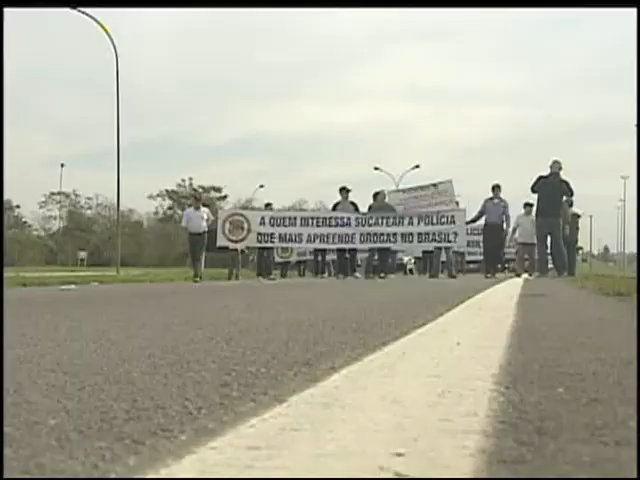 A QUEM INTERESSA SUCATEAR A POLÍCIA
QUE MAIS APREENDE DROGAS NO BRASIL?